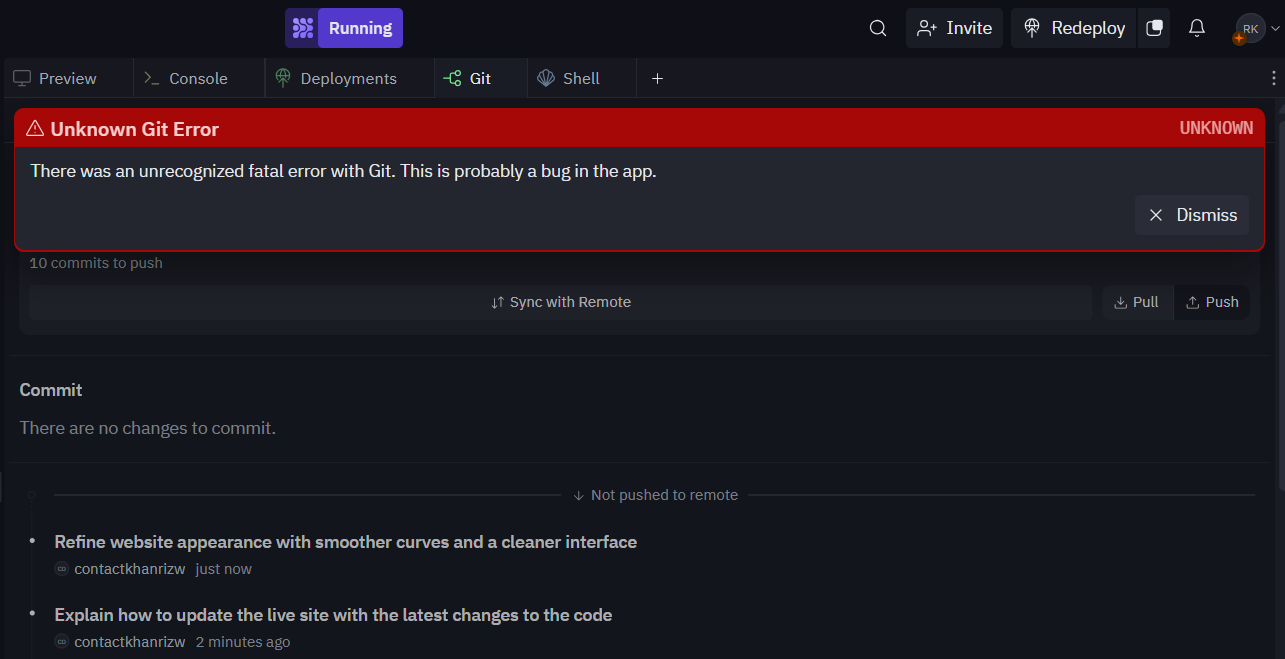 Running
Invite
Redeploy
RK
Preview
Console
Deployments
Git
Shell
Unknown Git Error
UNKNOWN
There was an unrecognized fatal error with Git. This is probably a bug in the app.
Dismiss
10 commits to push
Sync with Remote
Pull
Push
Commit
There are no changes to commit.
Not pushed to remote
Refine website appearance with smoother curves and a cleaner interface
contactkhanrizw just now
Explain how to update the live site with the latest changes to the code
contactkhanrizw 2 minutes ago